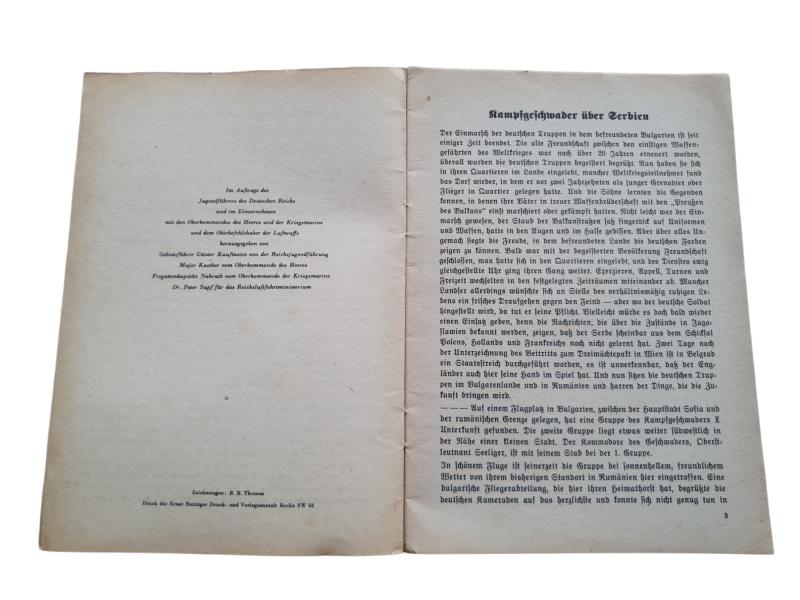 Im Auftrage des
Jugendführers des Deutschen Reichs
und im Einvernehmen
mit den Oberkommandos des Heeres und der Kriegsmarine
und dem Oberbefehlshaber der Luftwaffe
herausgegeben von
Gebietsführer Günter Kaufmann von der Reichsjugendführung
Major Kaether vom Oberkommando des Heeres
Fregattenkapitän Nahrath vom Oberkommando der Kriegsmarine
Dr. Peter Supf für das Reichsluftfahrtministerium
Zeichnungen: B. B. Thomas
Druck der Ernst Steiniger Druck- und Verlagsanstalt Berlin SW 68
Kampfgeschwader über Serbien
Der Einmarsch der deutschen Truppen in dem befreundeten Bulgarien ist seit
einiger Zeit beendet. Die alte Freundschaft zwischen den einstigen Waffen-
gefährten des Weltkrieges war nach über 20 Jahren erneuert worden,
überall wurden die deutschen Truppen begeistert begrüßt. Nun haben sie sich
in ihren Quartieren im Lande eingelebt, mancher Weltkriegsteilnehmer fand
das Dorf wieder, in dem er vor zwei Jahrzehnten als junger Grenadier oder
Flieger in Quartier gelegen hatte. Und die Söhne lernten die Gegenden
kennen, in denen ihre Väter in treuer Waffenbrüderschaft mit den „Preußen
des Balkans“ einst marschiert oder gekämpft hatten. Nicht leicht war der Ein-
marsch gewesen, der Staub der Balkanstraßen saß fingerdick auf Uniformen
und Waffen, hatte in den Augen und im Halse gebissen. Aber über alles Un-
gemach siegte die Freude, in dem befreundeten Lande die deutschen Farben
zeigen zu können. Bald war mit der begeisterten Bevölkerung Freundschaft
geschlossen, man hatte sich in den Quartieren eingelebt, und des Dienstes ewig
gleichgestellte Uhr ging ihren Gang weiter. Exerzieren, Appell, Turnen und
Freizeit wechselten in den festgelegten Zeiträumen miteinander ab. Mancher
Landser allerdings wünschte sich an Stelle des verhältnismäßig ruhigen Le-
bens ein frisches Draufgehen gegen den Feind — aber wo der deutsche Soldat
hingestellt wird, da tut er seine Pflicht. Vielleicht würde es doch bald wieder
einen Einsatz geben, denn die Nachrichten, die über die Zustände in Jugo-
slawien bekannt werden, zeigen, daß der Serbe scheinbar aus dem Schicksal
Polens, Hollands und Frankreichs noch nicht gelernt hat. Zwei Tage nach
der Unterzeichnung des Beitritts zum Dreimächtepakt in Wien ist in Belgrad
ein Staatsstreich durchgeführt worden, es ist unverkennbar, daß der Eng-
länder auch hier seine Hand im Spiel hat. Und nun sitzen die deutschen Trup-
pen im Bulgarenlande und in Rumänien und harren der Dinge, die die Zu-
kunft bringen wird.
— — — Auf einem Flugplatz in Bulgarien, zwischen der Hauptstadt Sofia und
der rumänischen Grenze gelegen, hat eine Gruppe des Kampfgeschwaders X
Unterkunft gefunden. Die zweite Gruppe liegt etwas weiter südwestlich in
der Nähe einer kleinen Stadt. Der Kommodore des Geschwaders, Oberst-
leutnant Seeliger, ist mit seinem Stab bei der 1. Gruppe.
In schönem Fluge ist seinerzeit die Gruppe bei sonnenhellem, freundlichem
Wetter von ihrem bisherigen Standort in Rumänien hier eingetroffen. Eine
bulgarische Fliegerabteilung, die hier ihren Heimathorst hat, begrüßte die
deutschen Kameraden auf das herzlichste und konnte sich nicht genug tun in
3